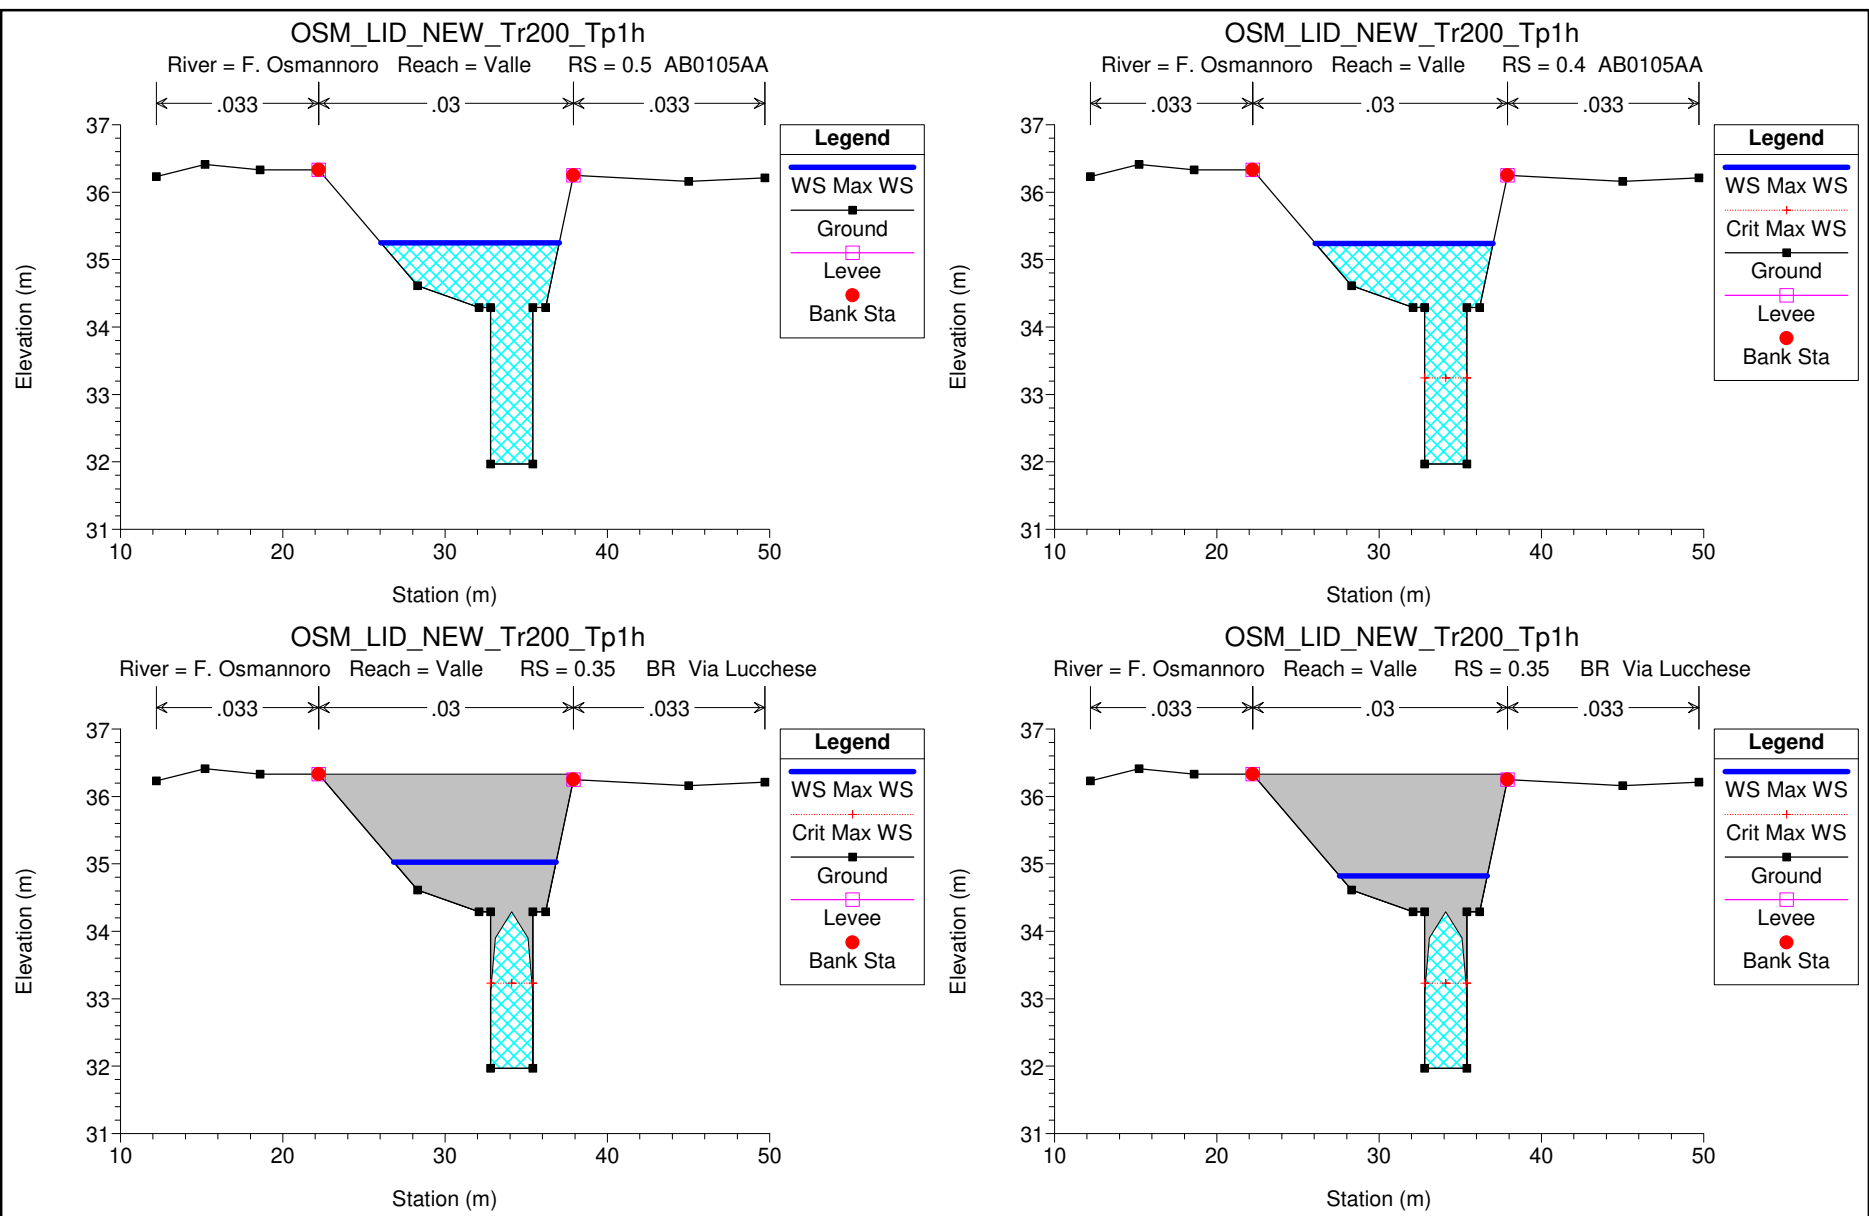 OSM_LID_NEW_Tr200_Tp1h
River = F. Osmannoro Reach = Valle RS = 0.5 AB0105AA
.033 .03 .033
37
36
35
34
33
32
31
10 20 30 40 50
Elevation (m)
Station (m)
Legend
WS Max WS
Ground
Levee
Bank Sta
OSM_LID_NEW_Tr200_Tp1h
River = F. Osmannoro Reach = Valle RS = 0.4 AB0105AA
.033 .03 .033
37
36
35
34
33
32
31
10 20 30 40 50
Elevation (m)
Station (m)
Legend
WS Max WS
Crit Max WS
Ground
Levee
Bank Sta
OSM_LID_NEW_Tr200_Tp1h
River = F. Osmannoro Reach = Valle RS = 0.35 BR Via Lucchese
.033 .03 .033
37
36
35
34
33
32
31
10 20 30 40 50
Elevation (m)
Station (m)
Legend
WS Max WS
Crit Max WS
Ground
Levee
Bank Sta
OSM_LID_NEW_Tr200_Tp1h
River = F. Osmannoro Reach = Valle RS = 0.35 BR Via Lucchese
.033 .03 .033
37
36
35
34
33
32
31
10 20 30 40 50
Elevation (m)
Station (m)
Legend
WS Max WS
Crit Max WS
Ground
Levee
Bank Sta